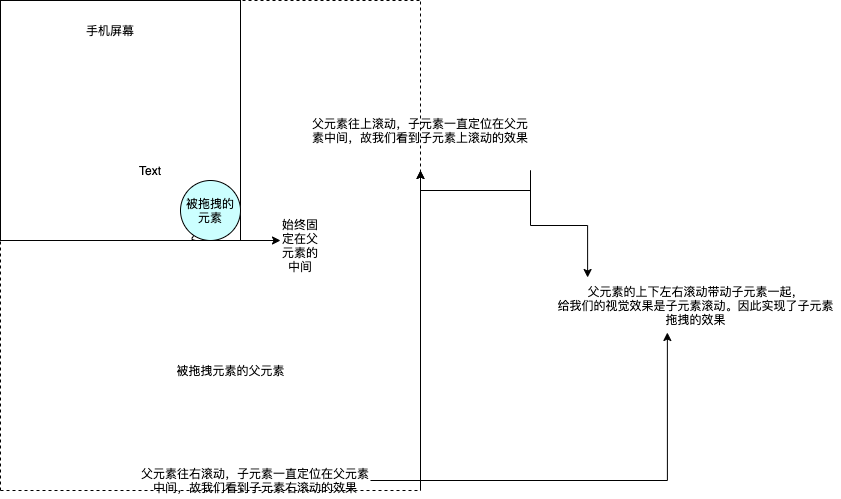 手机屏幕
父元素往上滚动，子元素一直定位在父元
素中间，故我们看到子元素上滚动的效果
Text
被拖拽的
元素
始终固
定在父
元素的
中间
父元素的上下左右滚动带动子元素一起，
给我们的视觉效果是子元素滚动。因此实现了子元素
拖拽的效果
被拖拽元素的父元素
父元素往右滚动，子元素一直定位在父元素
中间，故我们看到子元素右滚动的效果